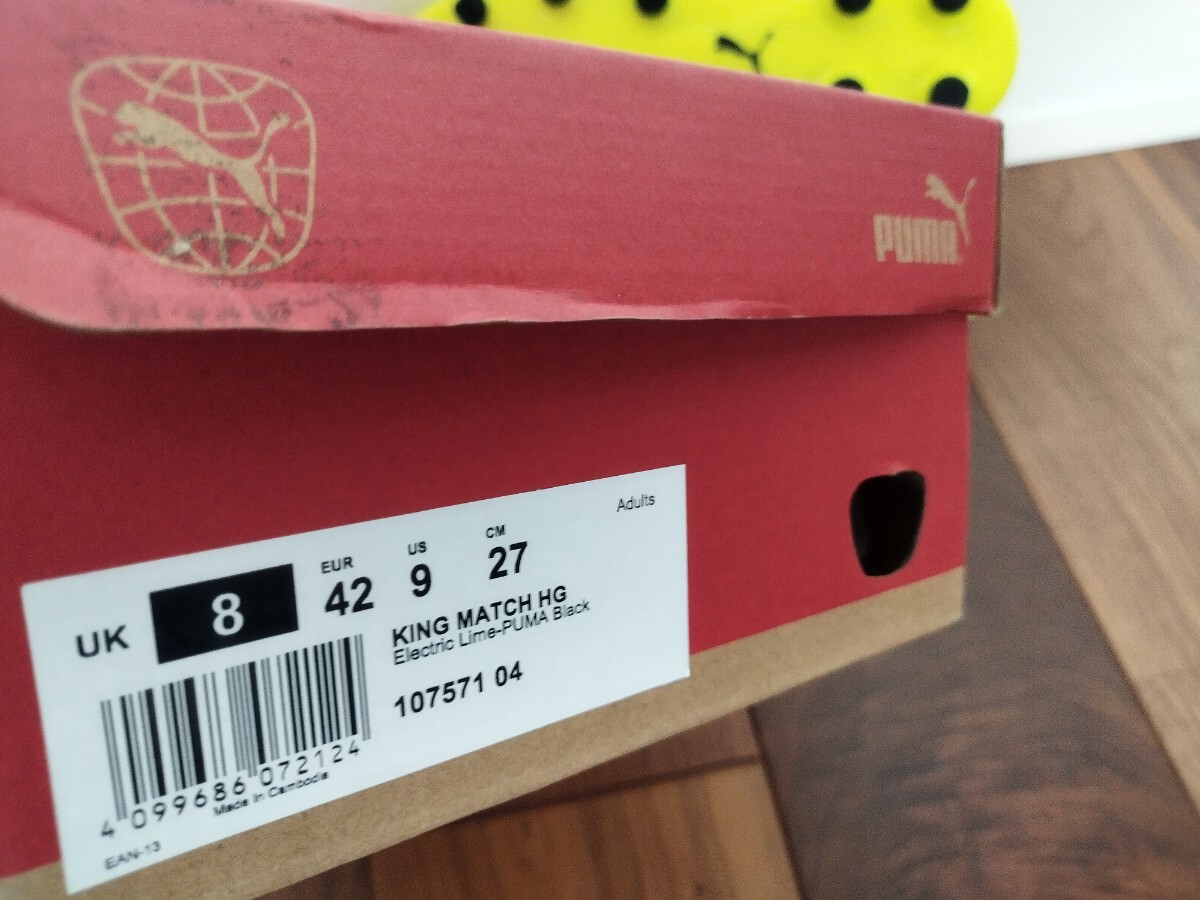 PUMA
Adults
UK 8 EUR 42 US 9 CM 27
KING MATCH HG
Electric Lime-PUMA Black
107571 04
4 099686 072124
Made in Cambodia
EAN-13